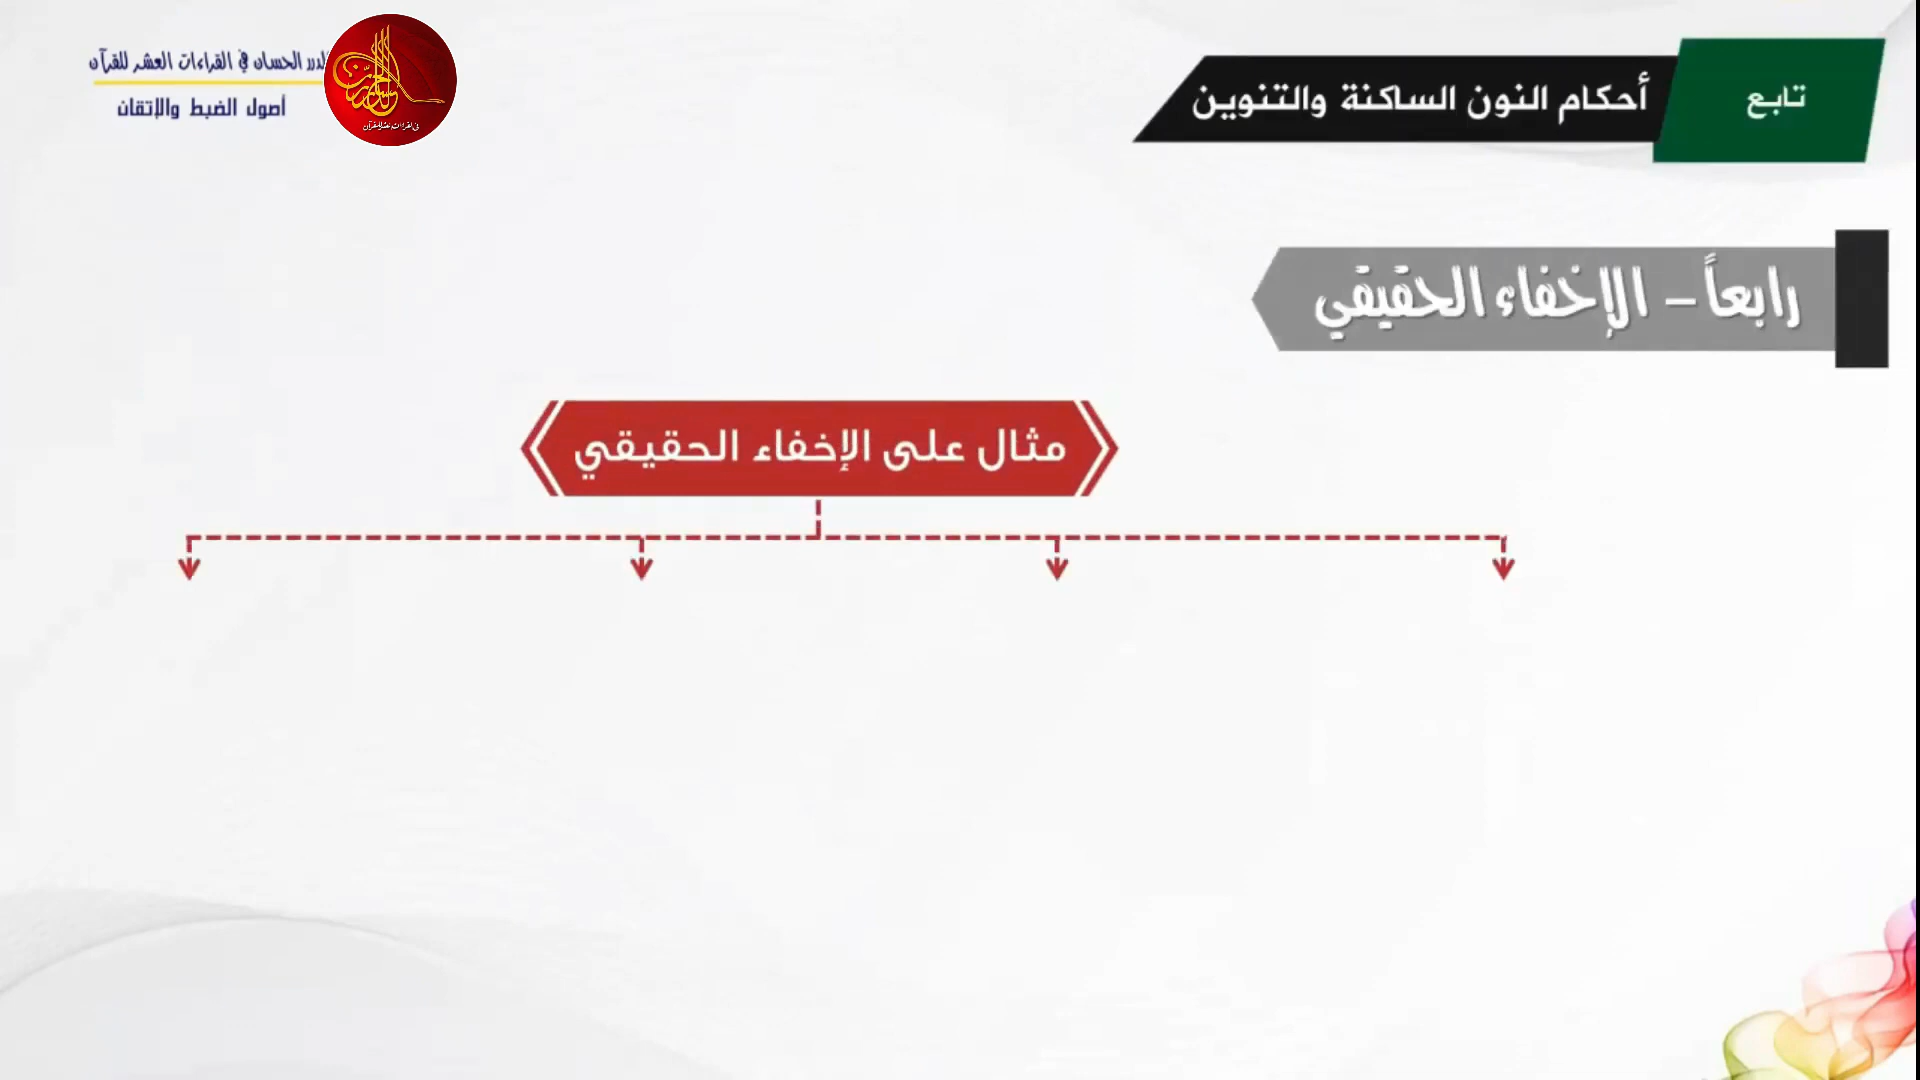 تابع
أحكام النون الساكنة والتنوين
الحسان في القراءات العشر للقرآن
أصول الضبط والإتقان
رابعاً - الإخفاء الحقيقي
مثال على الإخفاء الحقيقي